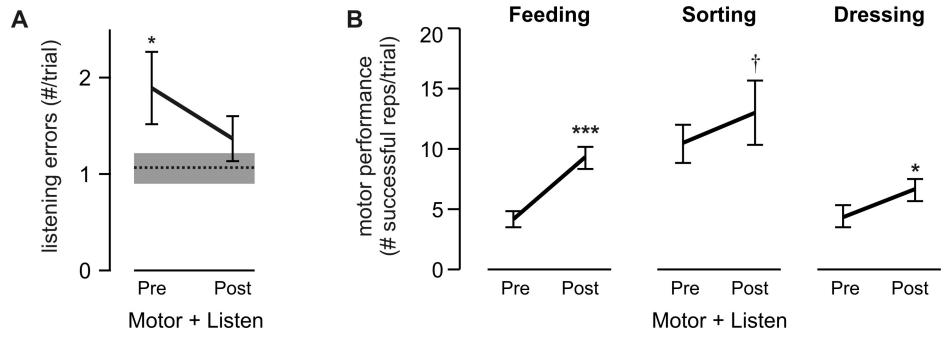 A
listening errors (#/trial)
2
1
0
*
Pre
Post
Motor + Listen
B
motor performance
(# successful reps/trial)
20
15
10
5
0
Feeding
Sorting
Dressing
***
†
*
Pre
Post
Pre
Post
Pre
Post
Motor + Listen